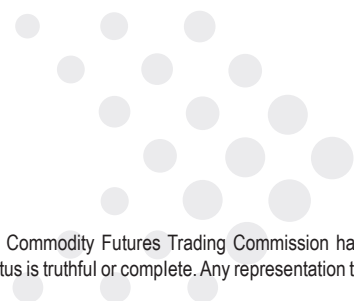 Commodity Futures Trading Commission ha
tus is truthful or complete. Any representation t